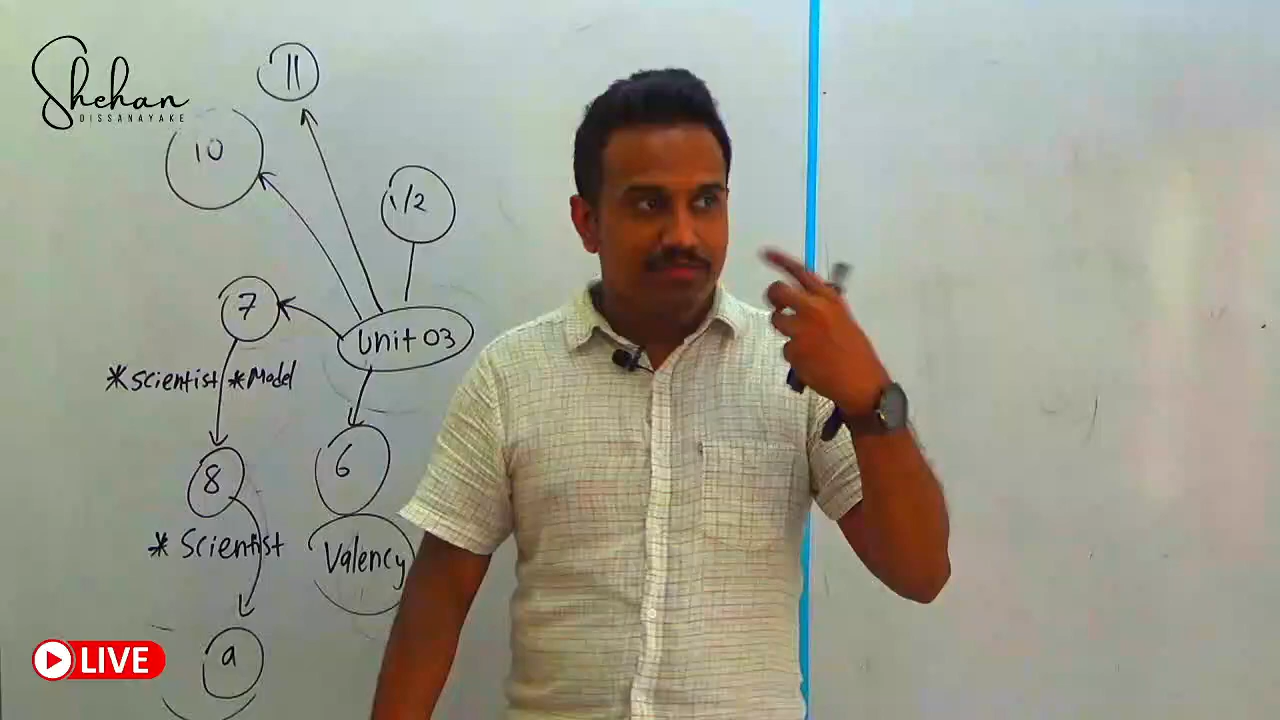 Shehan
DISSANAYAKE
11
10
1/2
7
Unit 03
*Scientist *Model
8
6
* Scientist
Valency
9
LIVE